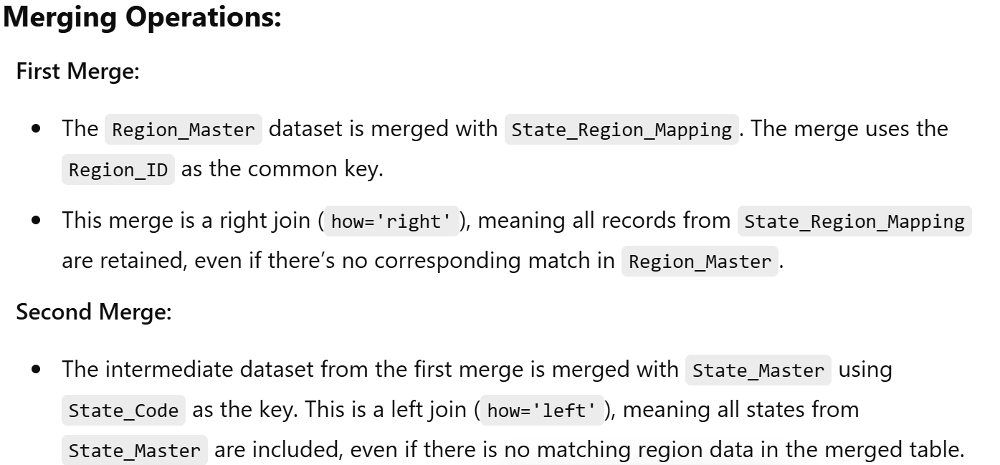 Merging Operations:
First Merge:
• The Region_Master dataset is merged with State_Region_Mapping. The merge uses the
Region_ID as the common key.
• This merge is a right join (how='right'), meaning all records from State_Region_Mapping
are retained, even if there’s no corresponding match in Region_Master.
Second Merge:
• The intermediate dataset from the first merge is merged with State_Master using
State_Code as the key. This is a left join (how='left'), meaning all states from
State_Master are included, even if there is no matching region data in the merged table.